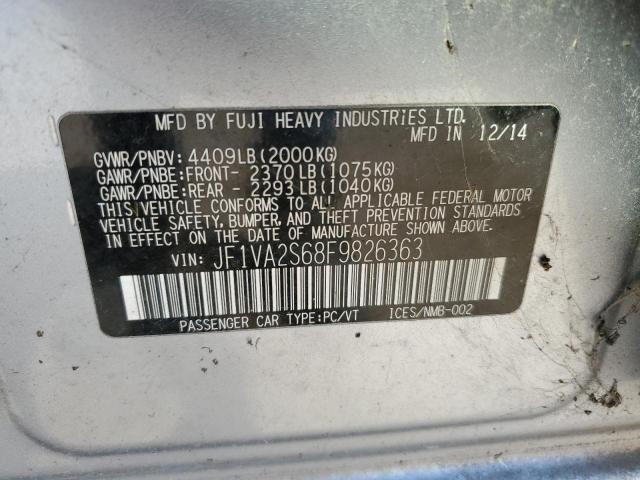 MFD BY FUJI HEAVY INDUSTRIES LTD.
MFD IN 12/14
GVWR/PNBV: 4409LB(2000KG)
GAWR/PNBE:FRONT- 2370LB(1075KG)
GAWR/PNBE:REAR - 2293LB(1040KG)
THIS VEHICLE CONFORMS TO ALL APPLICABLE FEDERAL MOTOR
VEHICLE SAFETY, BUMPER, AND THEFT PREVENTION STANDARDS
IN EFFECT ON THE DATE OF MANUFACTURE SHOWN ABOVE.
VIN: JF1VA2S68F9826363
PASSENGER CAR TYPE:PC/VT ICES/NMB-002